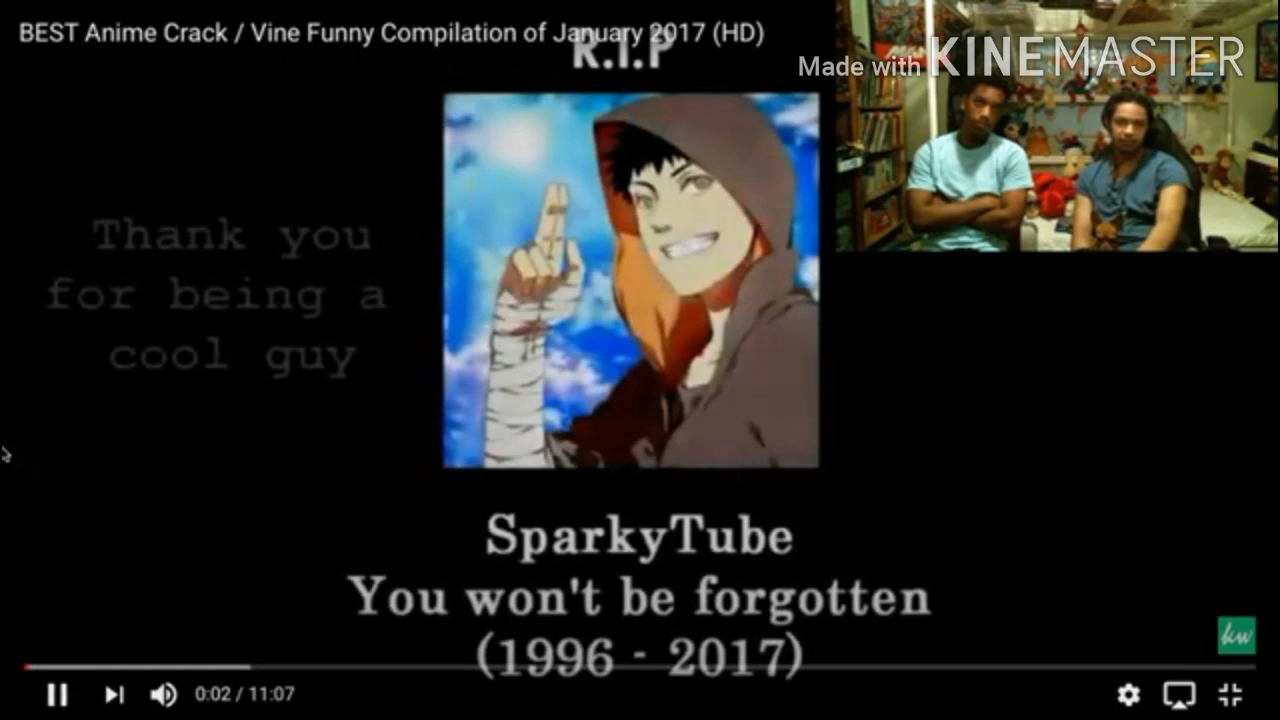 BEST Anime Crack / Vine Funny Compilation of January 2017 (HD)
R.I.P
Made with KINEMASTER
Thank you
for being a
cool guy
SparkyTube
You won't be forgotten
(1996 - 2017)
kw
0:02 / 11:07